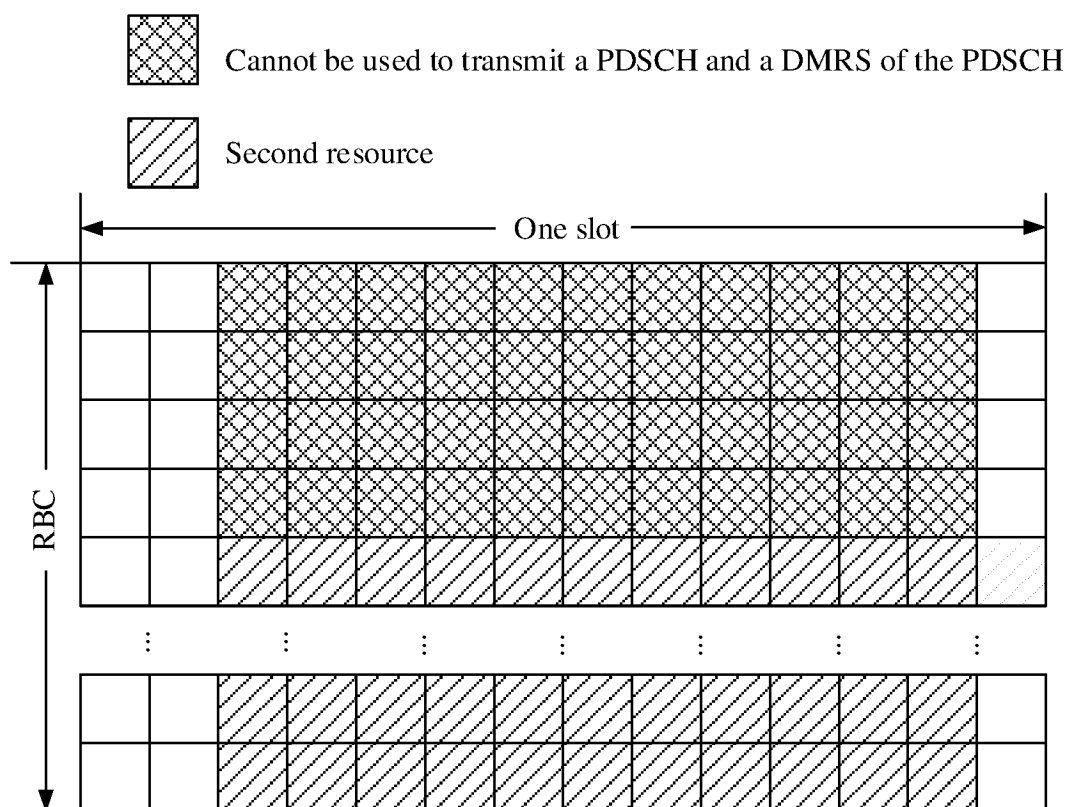 Cannot be used to transmit a PDSCH and a DMRS of the PDSCH
Second resource
One slot
RBC